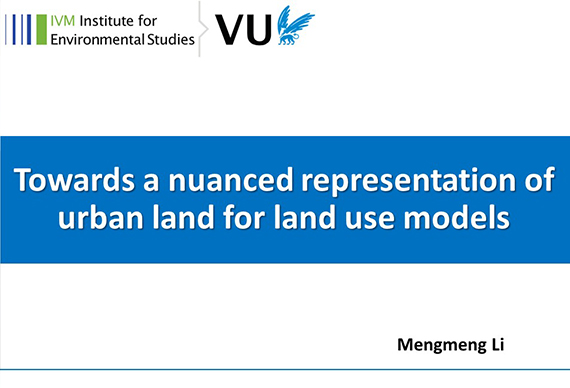 IVM Institute for
Environmental Studies
VU
Towards a nuanced representation of
urban land for land use models
Mengmeng Li